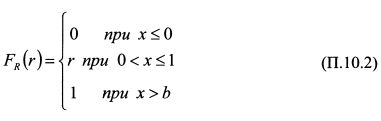 0 при x ≤ 0
F_R(r) = { r при 0 < x ≤ 1 (П.10.2)
1 при x > b